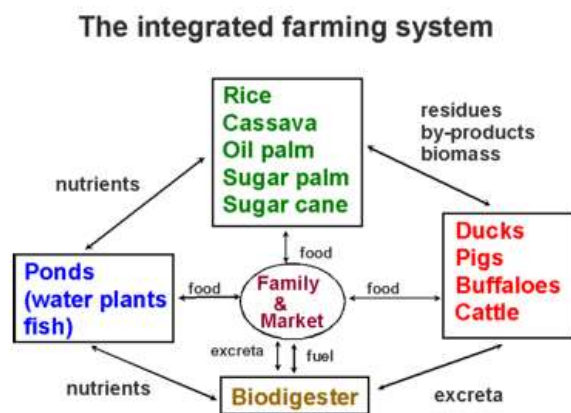 The integrated farming system
Rice
Cassava
Oil palm
Sugar palm
Sugar cane
residues
by-products
biomass
nutrients
Ponds
(water plants
fish)
food
food
Family
&
Market
food
Ducks
Pigs
Buffaloes
Cattle
excreta
fuel
nutrients
Biodigester
excreta